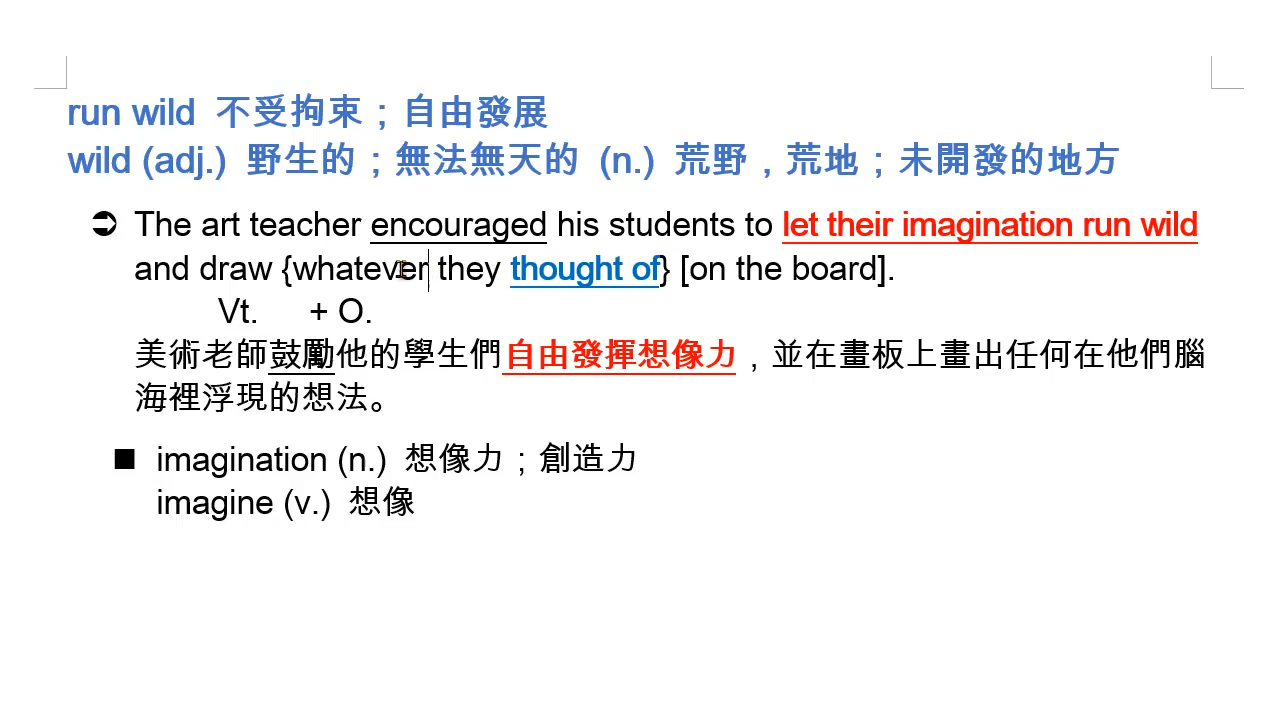 run wild 不受拘束；自由發展
wild (adj.) 野生的；無法無天的 (n.) 荒野，荒地；未開發的地方
➲ The art teacher encouraged his students to let their imagination run wild
and draw {whatever they thought of} [on the board].
Vt. + O.
美術老師鼓勵他的學生們自由發揮想像力，並在畫板上畫出任何在他們腦
海裡浮現的想法。
■ imagination (n.) 想像力；創造力
imagine (v.) 想像